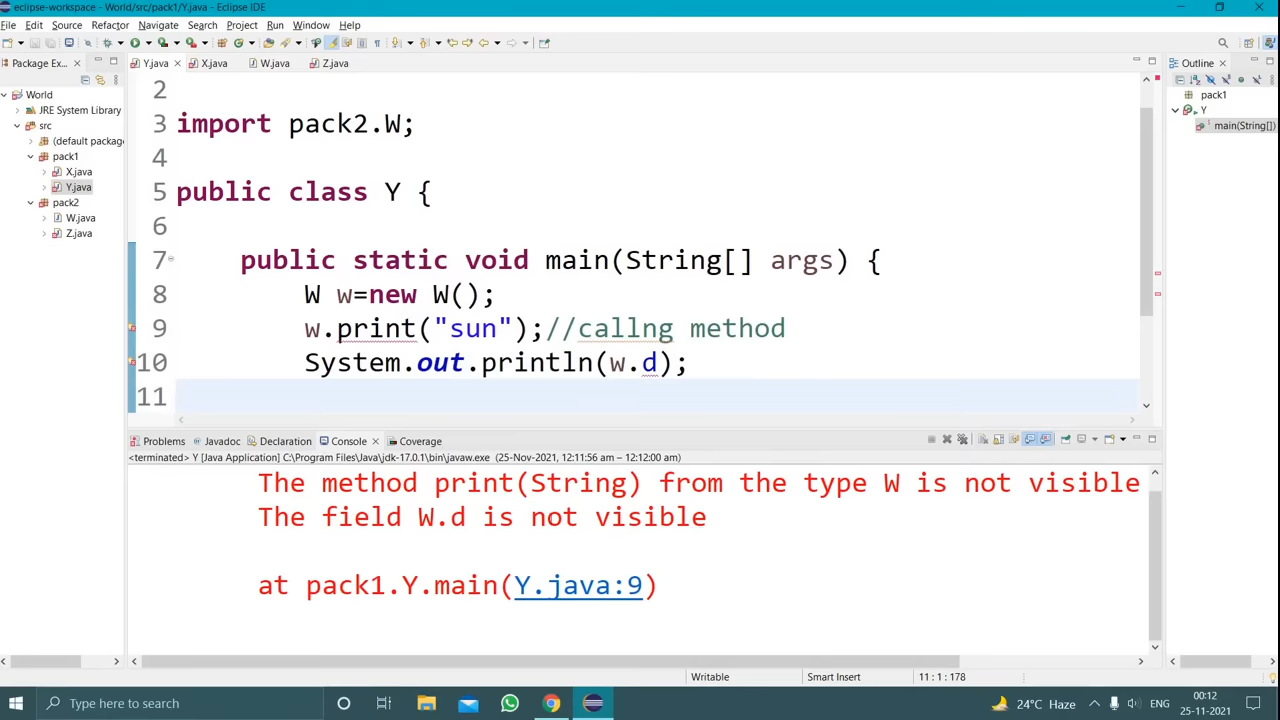 eclipse-workspace - World/src/pack1/Y.java - Eclipse IDE
File Edit Source Refactor Navigate Search Project Run Window Help
Package Ex...
Y.java X.java W.java Z.java
Outline
World
JRE System Library
src
(default package
pack1
X.java
Y.java
pack2
W.java
Z.java
2
3 import pack2.W;
4
5 public class Y {
6
7 public static void main(String[] args) {
8 W w=new W();
9 w.print("sun");//callng method
10 System.out.println(w.d);
11
pack1
Y
main(String[])
Problems Javadoc Declaration Console Coverage
<terminated> Y [Java Application] C:\Program Files\Java\jdk-17.0.1\bin\javaw.exe (25-Nov-2021, 12:11:56 am – 12:12:00 am)
The method print(String) from the type W is not visible
The field W.d is not visible
at pack1.Y.main(Y.java:9)
Writable Smart Insert 11 : 1 : 178
Type here to search
24°C Haze ENG 00:12
25-11-2021